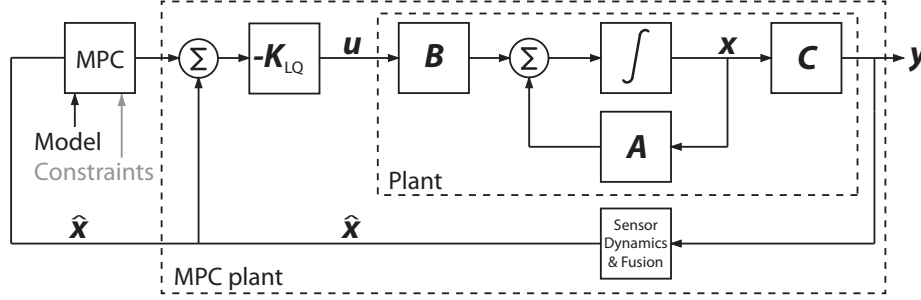 MPC
Σ
-K_LQ
u
B
Σ
∫
x
C
y
A
Model
Constraints
Plant
x̂
x̂
Sensor
Dynamics
& Fusion
MPC plant